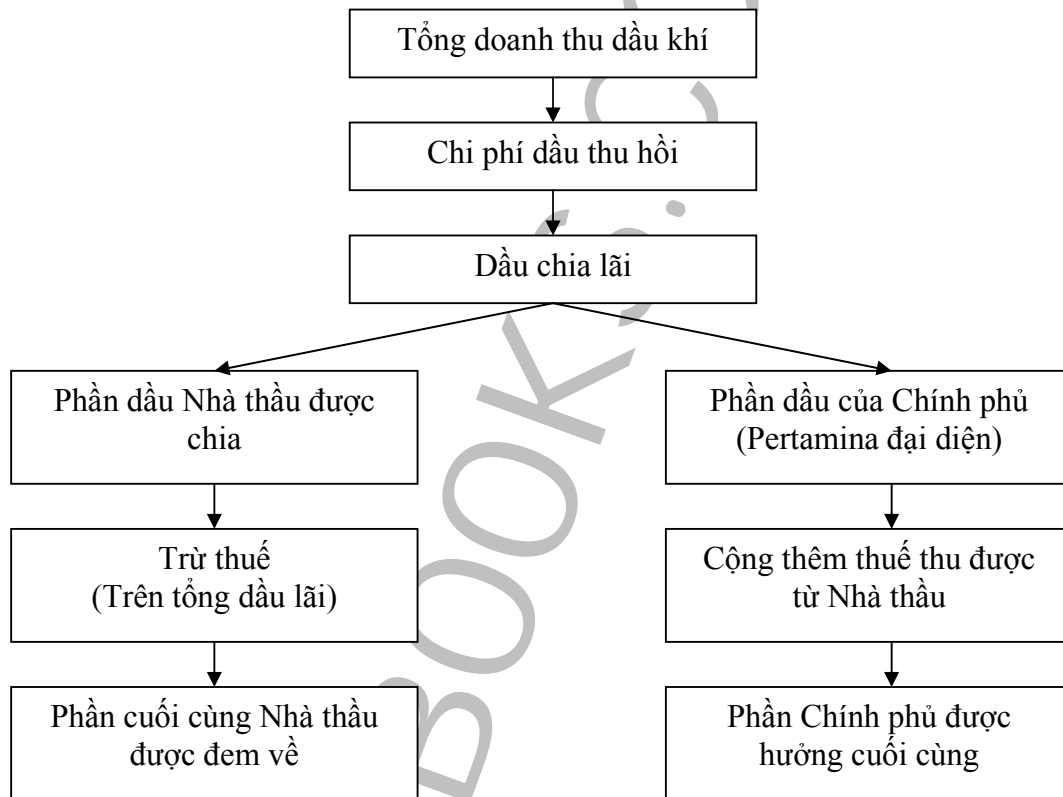 Tổng doanh thu dầu khí
Chi phí dầu thu hồi
Dầu chia lãi
Phần dầu Nhà thầu được
chia
Phần dầu của Chính phủ
(Pertamina đại diện)
Trừ thuế
(Trên tổng dầu lãi)
Cộng thêm thuế thu được
từ Nhà thầu
Phần cuối cùng Nhà thầu
được đem về
Phần Chính phủ được
hưởng cuối cùng
BOOKS.C